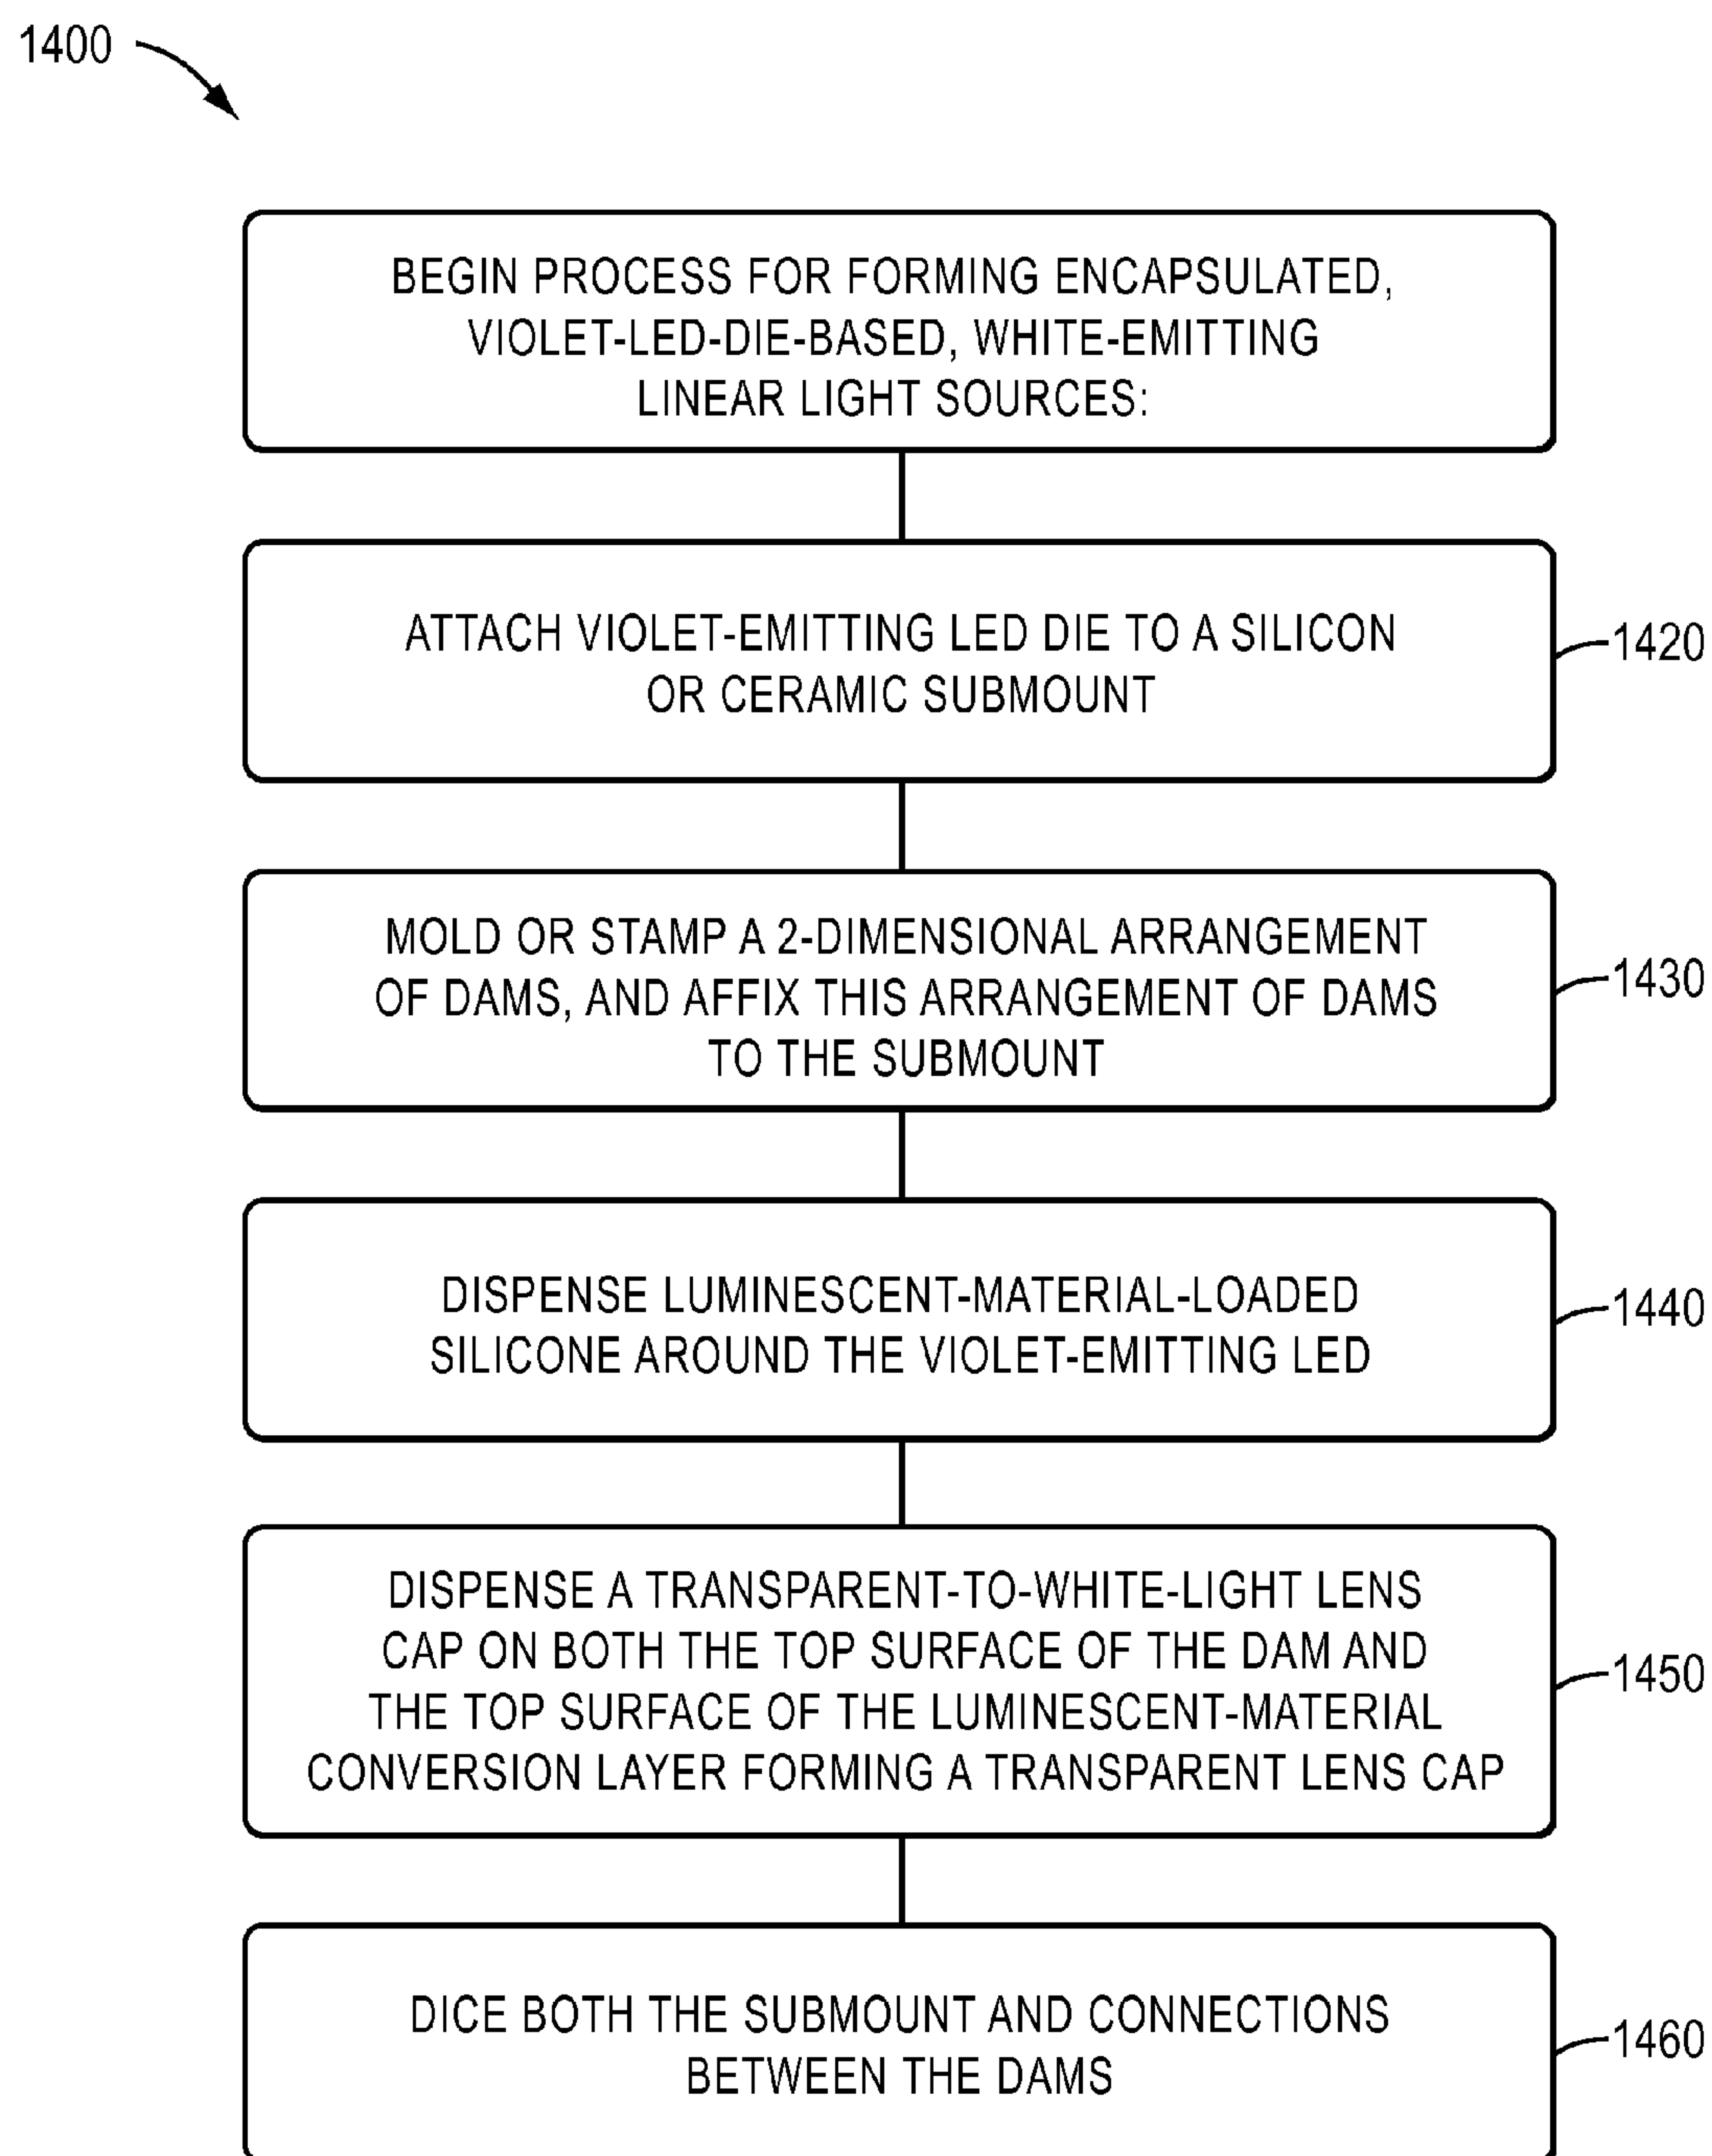 1400
BEGIN PROCESS FOR FORMING ENCAPSULATED,
VIOLET-LED-DIE-BASED, WHITE-EMITTING
LINEAR LIGHT SOURCES:
ATTACH VIOLET-EMITTING LED DIE TO A SILICON
OR CERAMIC SUBMOUNT
1420
MOLD OR STAMP A 2-DIMENSIONAL ARRANGEMENT
OF DAMS, AND AFFIX THIS ARRANGEMENT OF DAMS
TO THE SUBMOUNT
1430
DISPENSE LUMINESCENT-MATERIAL-LOADED
SILICONE AROUND THE VIOLET-EMITTING LED
1440
DISPENSE A TRANSPARENT-TO-WHITE-LIGHT LENS
CAP ON BOTH THE TOP SURFACE OF THE DAM AND
THE TOP SURFACE OF THE LUMINESCENT-MATERIAL
CONVERSION LAYER FORMING A TRANSPARENT LENS CAP
1450
DICE BOTH THE SUBMOUNT AND CONNECTIONS
BETWEEN THE DAMS
1460